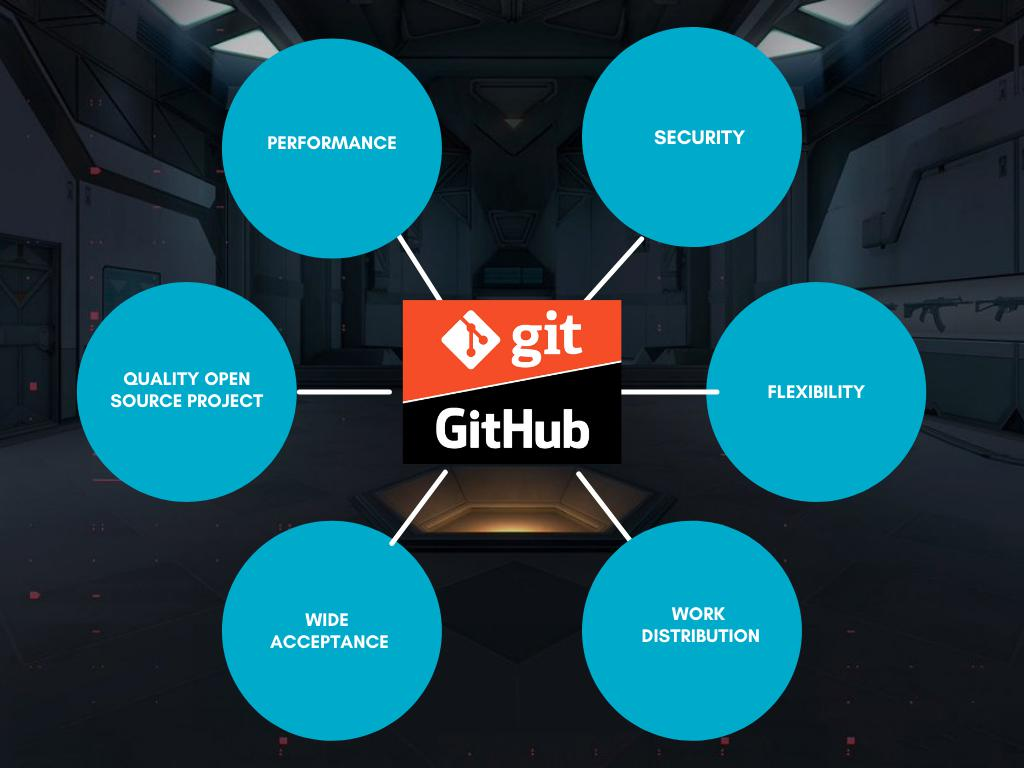 PERFORMANCE
SECURITY
QUALITY OPEN
SOURCE PROJECT
git
GitHub
FLEXIBILITY
WIDE
ACCEPTANCE
WORK
DISTRIBUTION